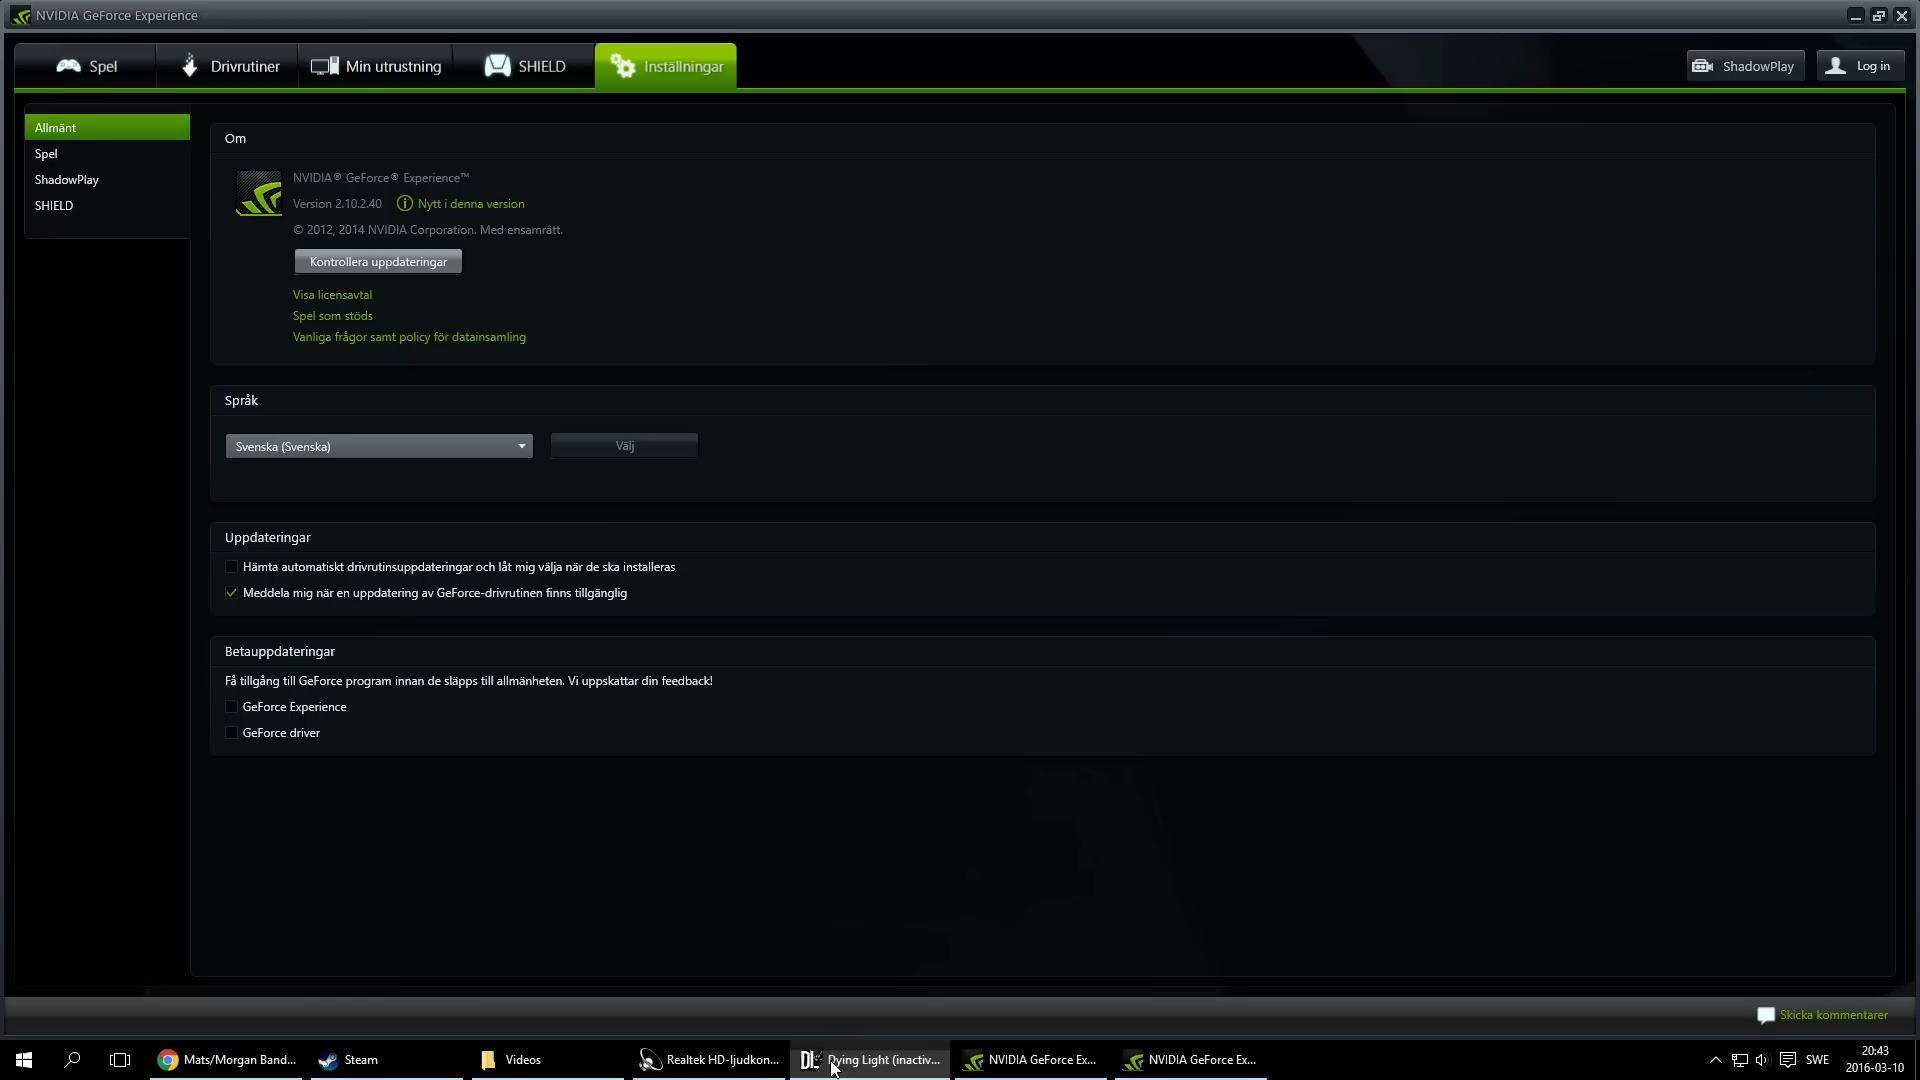 NVIDIA GeForce Experience
Spel
Drivrutiner
Min utrustning
SHIELD
Inställningar
ShadowPlay
Log in
Allmänt
Spel
ShadowPlay
SHIELD
Om
NVIDIA® GeForce® Experience™
Version 2.10.2.40
Nytt i denna version
© 2012, 2014 NVIDIA Corporation. Med ensamrätt.
Kontrollera uppdateringar
Visa licensavtal
Spel som stöds
Vanliga frågor samt policy för datainsamling
Språk
Svenska (Svenska)
Välj
Uppdateringar
Hämta automatiskt drivrutinsuppdateringar och låt mig välja när de ska installeras
Meddela mig när en uppdatering av GeForce-drivrutinen finns tillgänglig
Betauppdateringar
Få tillgång till GeForce program innan de släpps till allmänheten. Vi uppskattar din feedback!
GeForce Experience
GeForce driver
Skicka kommentarer
Mats/Morgan Band...
Steam
Videos
Realtek HD-ljudkon...
Dying Light (inactiv...
NVIDIA GeForce Ex...
NVIDIA GeForce Ex...
SWE
20:43
2016-03-10